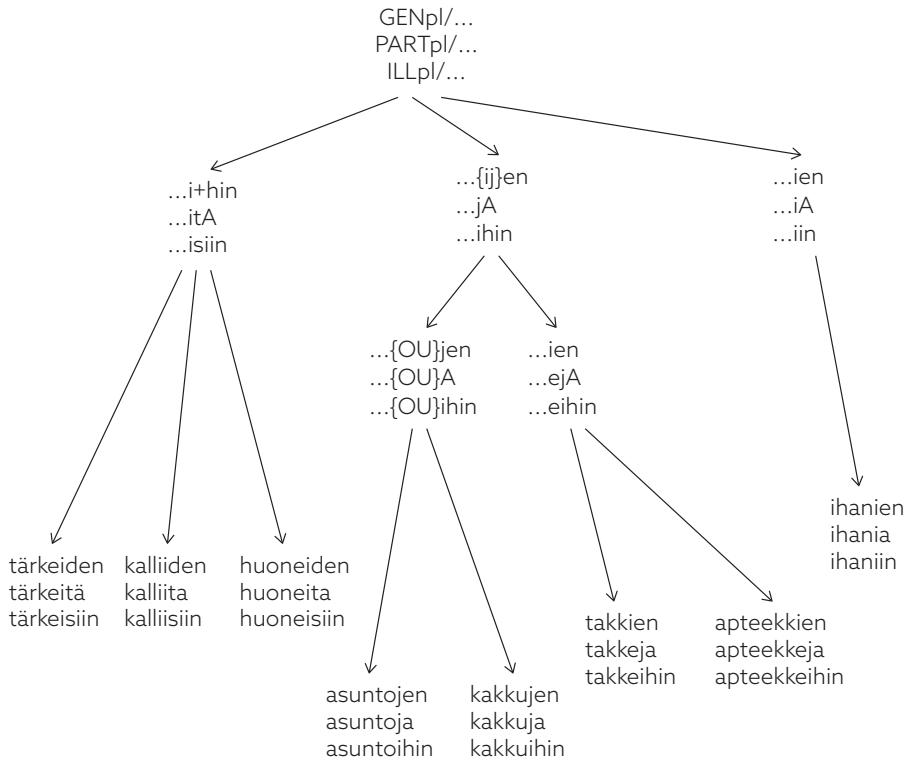 GENpl/...
PARTpl/...
ILLpl/...
...i+hin
...itA
...isiin
...{ij}en
...jA
...ihin
...ien
...iA
...iin
...{OU}jen
...{OU}A
...{OU}ihin
...ien
...ejA
...eihin
tärkeiden
tärkeitä
tärkeisiin
kalliiden
kalliita
kalliisiin
huoneiden
huoneita
huoneisiin
asuntojen
asuntoja
asuntoihin
kakkujen
kakkuja
kakkuihin
takkien
takkeja
takkeihin
apteekkien
apteekkeja
apteekkeihin
ihanien
ihania
ihaniin